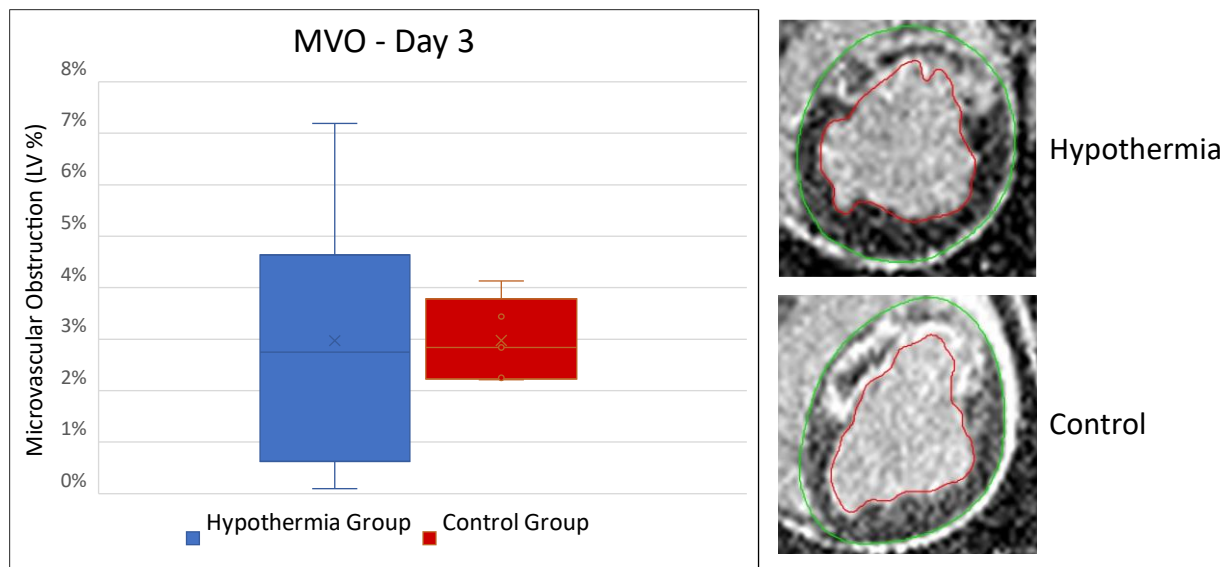 MVO - Day 3
Microvascular Obstruction (LV %)
8%
7%
6%
5%
4%
3%
2%
1%
0%
Hypothermia Group
Control Group
Hypothermia
Control